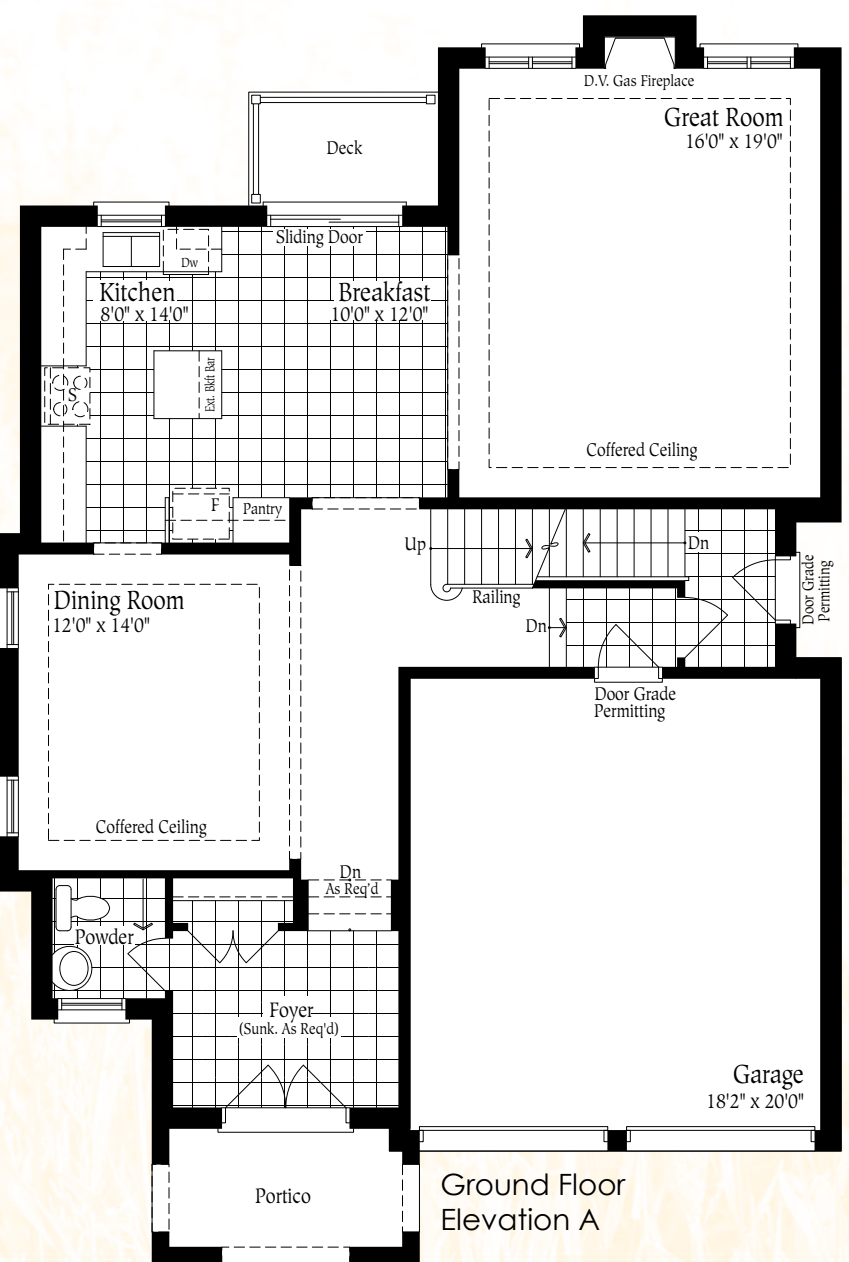 D.V. Gas Fireplace
Great Room
16'0" x 19'0"
Deck
Sliding Door
Dw
Kitchen
8'0" x 14'0"
Breakfast
10'0" x 12'0"
Ext. Bkft Bar
S
Coffered Ceiling
F
Pantry
Up
Dn
Railing
Door Grade
Permitting
Dining Room
12'0" x 14'0"
Dn
Door Grade
Permitting
Coffered Ceiling
Dn
As Req'd
Powder
Foyer
(Sunk. As Req'd)
Garage
18'2" x 20'0"
Portico
Ground Floor
Elevation A